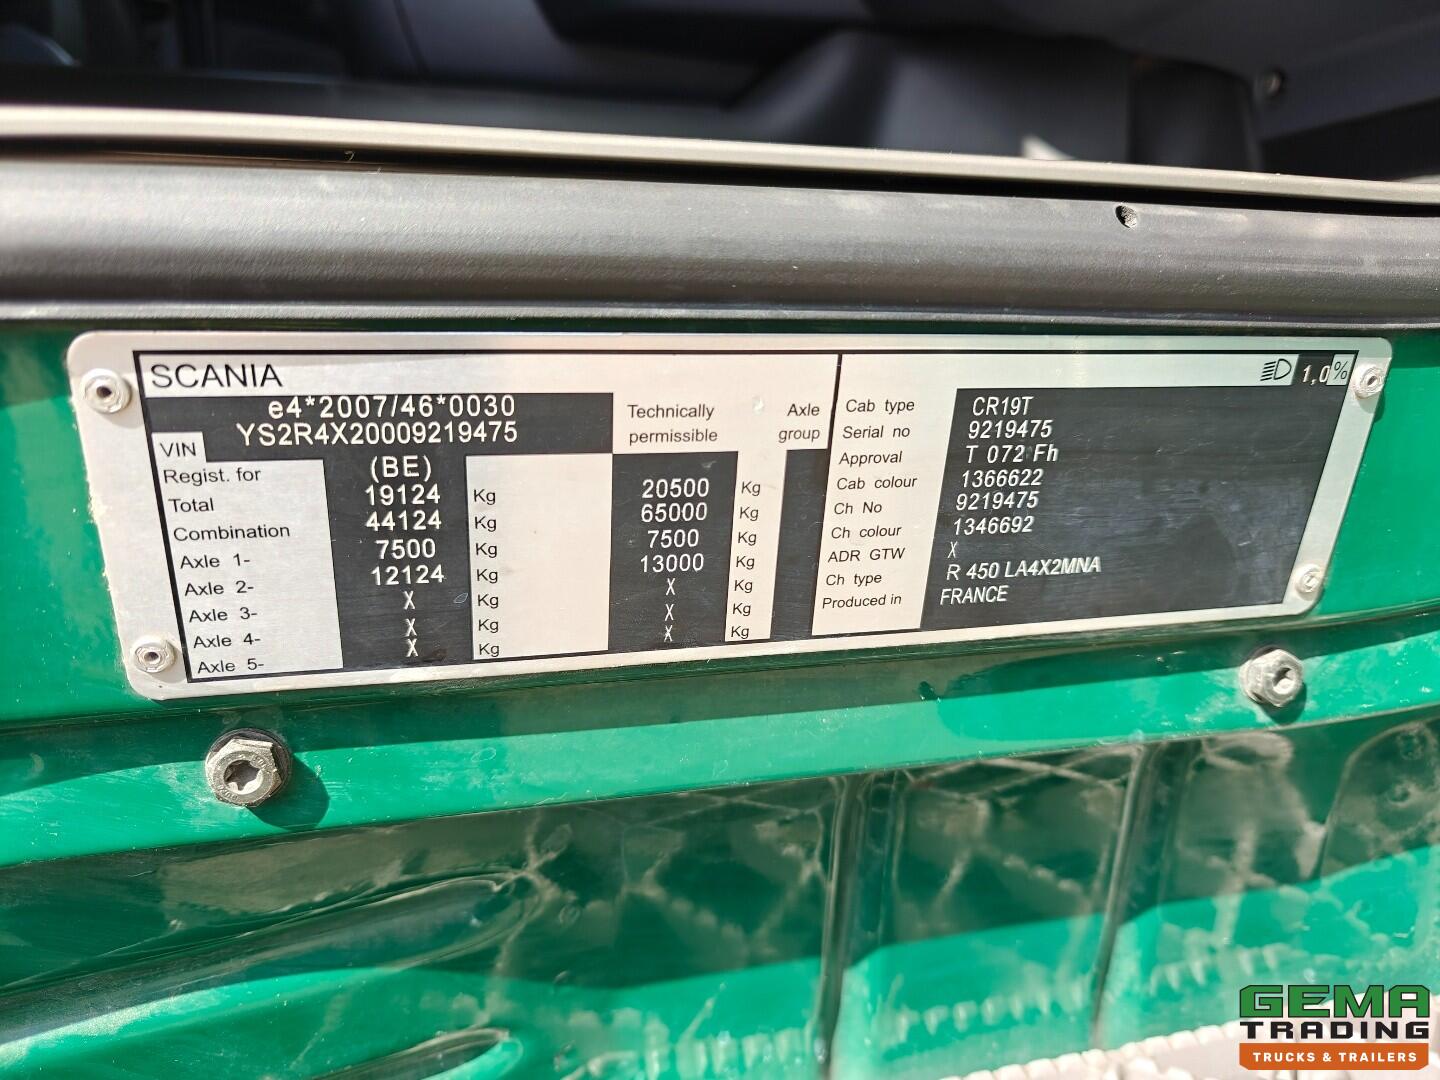 SCANIA
e4*2007/46*0030
VIN YS2R4X20009219475
Technically permissible
Axle group
Regist. for (BE)
Total 19124 Kg 20500 Kg
Combination 44124 Kg 65000 Kg
Axle 1- 7500 Kg 7500 Kg
Axle 2- 12124 Kg 13000 Kg
Axle 3- X Kg X Kg
Axle 4- X Kg X Kg
Axle 5- X Kg X Kg
1,0%
Cab type CR19T
Serial no 9219475
Approval T 072 Fh
Cab colour 1366622
Ch No 9219475
Ch colour 1346692
ADR GTW X
Ch type R 450 LA4X2MNA
Produced in FRANCE
GEMA
TRADING
TRUCKS & TRAILERS